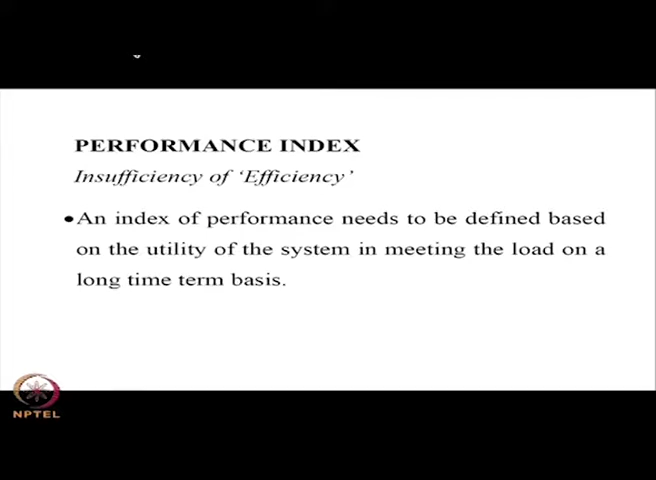 PERFORMANCE INDEX
Insufficiency of ‘Efficiency’
•An index of performance needs to be defined based
on the utility of the system in meeting the load on a
long time term basis.
NPTEL